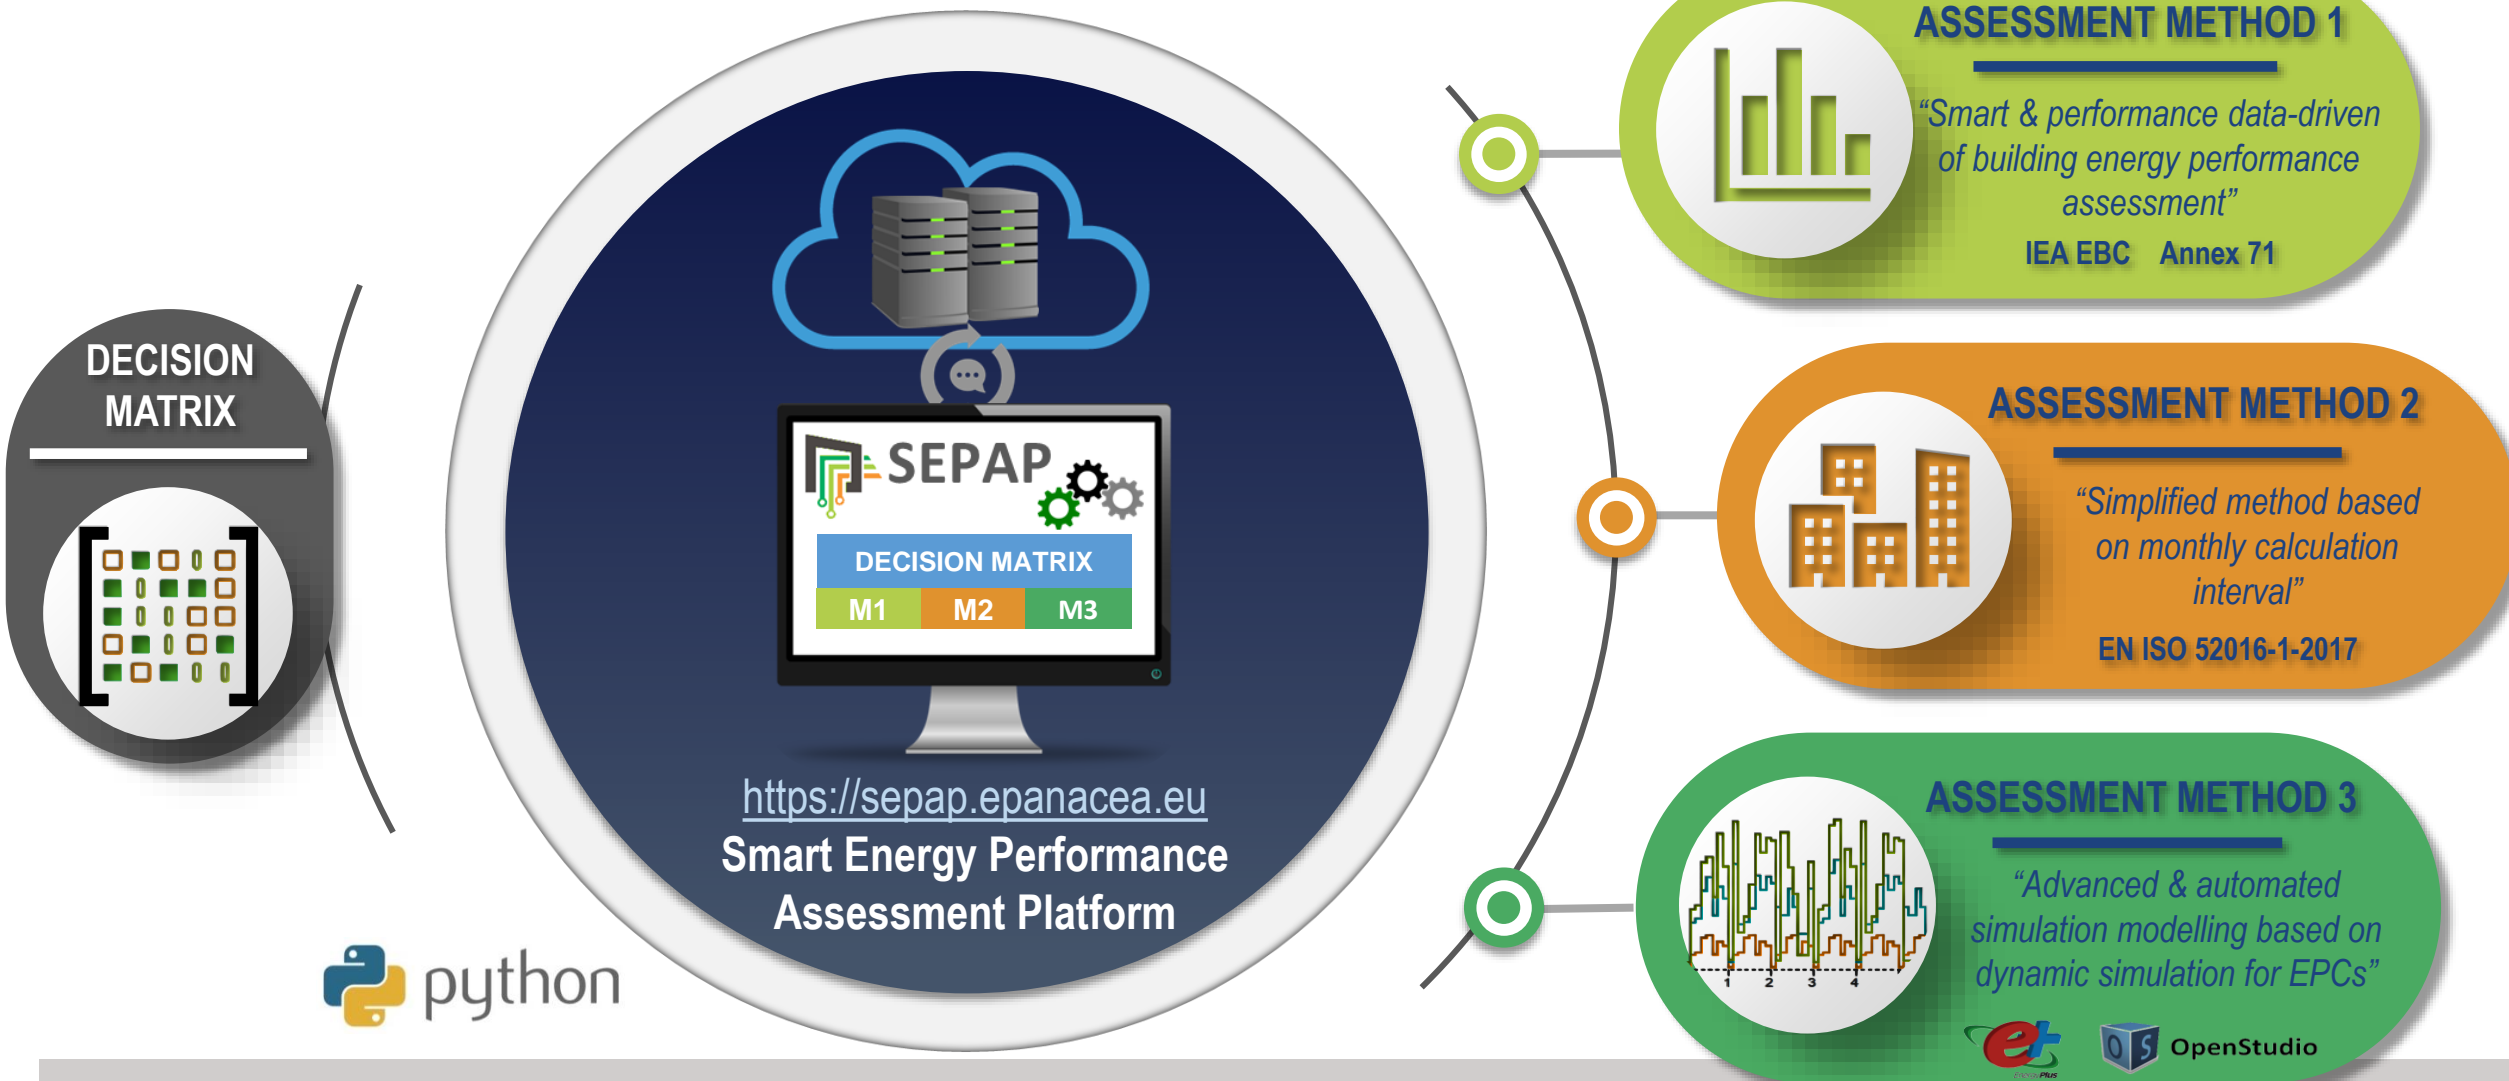 DECISION
MATRIX
SEPAP
DECISION MATRIX
M1 M2 M3
https://sepap.epanacea.eu
Smart Energy Performance
Assessment Platform
python
ASSESSMENT METHOD 1
“Smart & performance data-driven
of building energy performance
assessment”
IEA EBC Annex 71
ASSESSMENT METHOD 2
“Simplified method based
on monthly calculation
interval”
EN ISO 52016-1-2017
ASSESSMENT METHOD 3
“Advanced & automated
simulation modelling based on
dynamic simulation for EPCs”
1 2 3 4
e+
EnergyPlus
OS OpenStudio